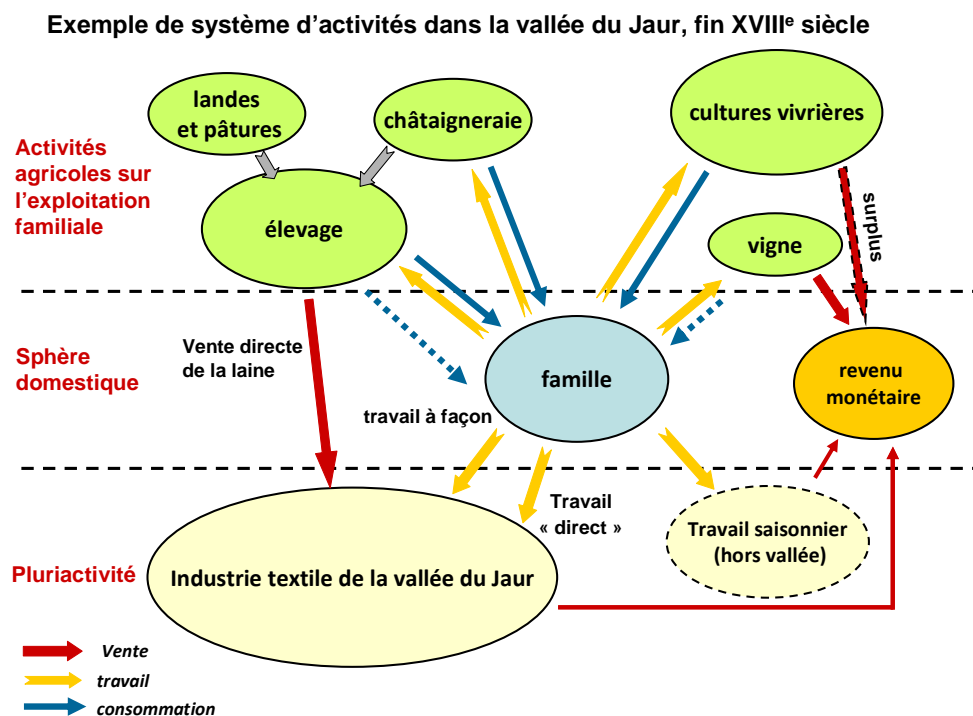 Exemple de système d'activités dans la vallée du Jaur, fin XVIIIᵉ siècle
landes
et pâtures
châtaigneraie
cultures vivrières
Activités
agricoles sur
l'exploitation
familiale
élevage
vigne
surplus
Sphère
domestique
Vente directe
de la laine
famille
revenu
monétaire
travail à façon
Travail
« direct »
Travail saisonnier
(hors vallée)
Pluriactivité
Industrie textile de la vallée du Jaur
Vente
travail
consommation